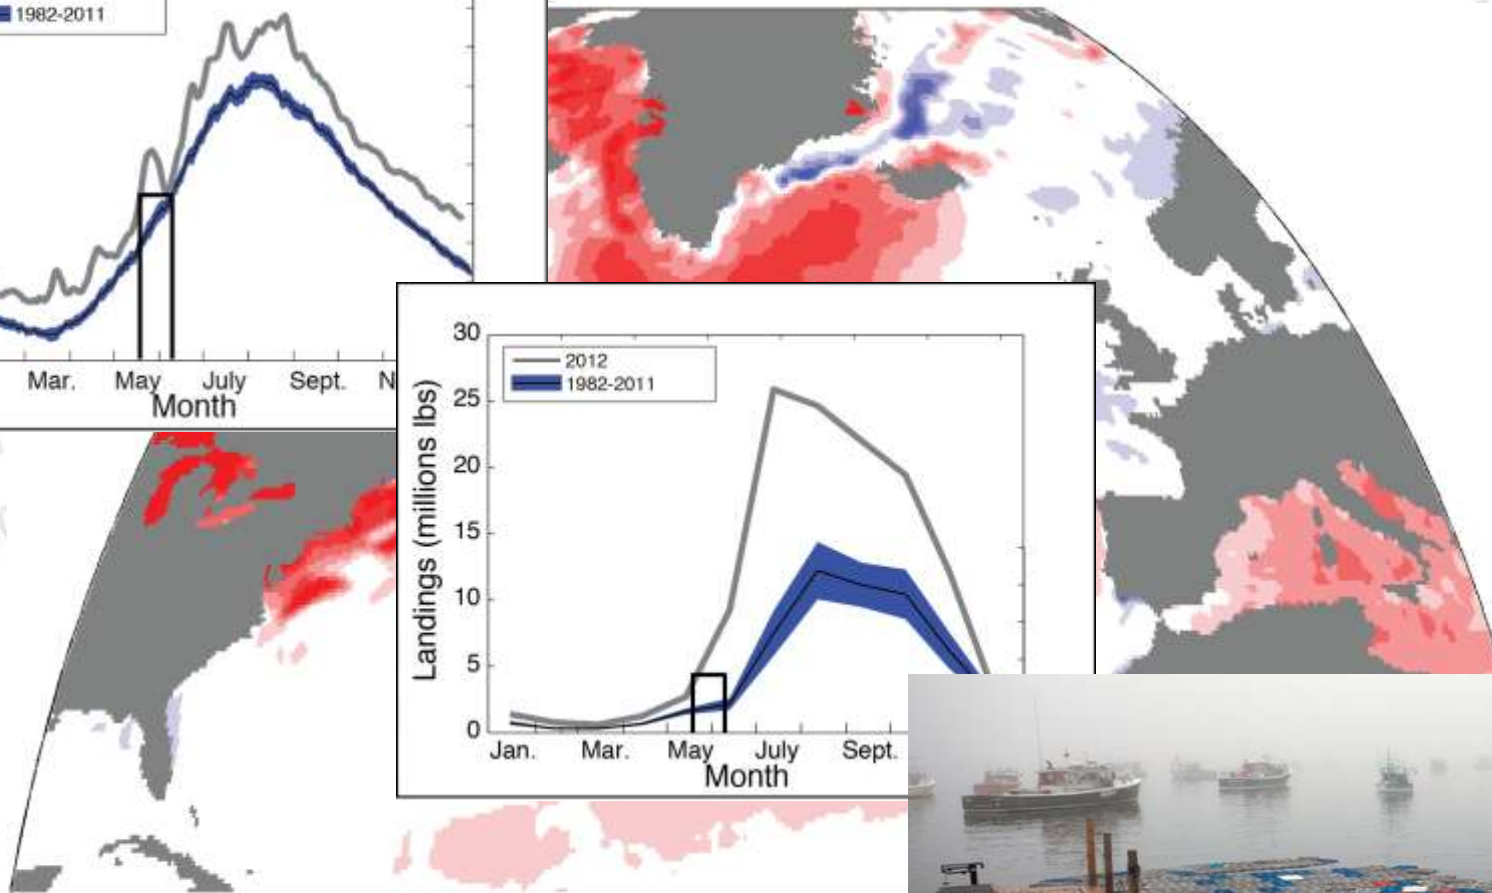 1982-2011
Mar. May July Sept. N
Month
30
25
20
15
10
5
0
Landings (millions lbs)
2012
1982-2011
Jan. Mar. May July Sept.
Month